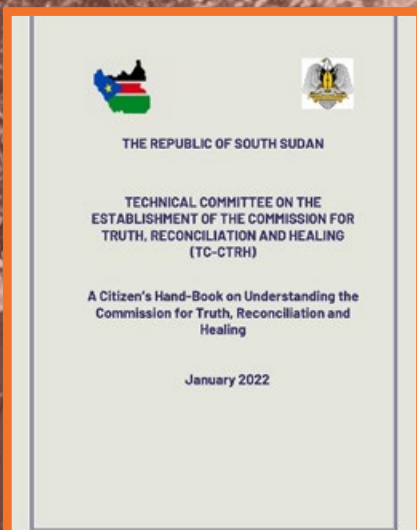 THE REPUBLIC OF SOUTH SUDAN
TECHNICAL COMMITTEE ON THE
ESTABLISHMENT OF THE COMMISSION FOR
TRUTH, RECONCILIATION AND HEALING
(TC-CTRH)
A Citizen's Hand-Book on Understanding the
Commission for Truth, Reconciliation and
Healing
January 2022